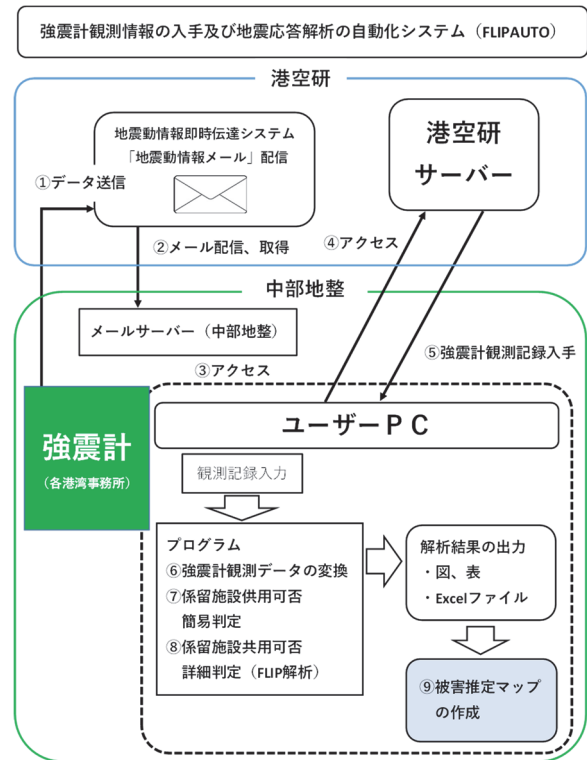 強震計観測情報の入手及び地震応答解析の自動化システム（FLIPAUTO）
港空研
地震動情報即時伝達システム
「地震動情報メール」配信
①データ送信
港空研
サーバー
②メール配信、取得
④アクセス
中部地整
メールサーバー（中部地整）
③アクセス
⑤強震計観測記録入手
強震計
（各港湾事務所）
ユーザーＰＣ
観測記録入力
プログラム
⑥強震計観測データの変換
⑦係留施設供用可否
簡易判定
⑧係留施設共用可否
詳細判定（FLIP解析）
解析結果の出力
・図、表
・Excelファイル
⑨被害推定マップ
の作成